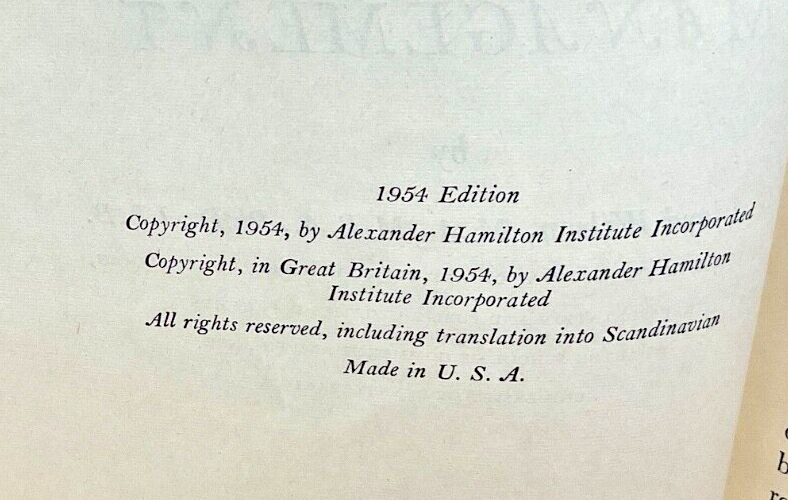 1954 Edition
Copyright, 1954, by Alexander Hamilton Institute Incorporated
Copyright, in Great Britain, 1954, by Alexander Hamilton
Institute Incorporated
All rights reserved, including translation into Scandinavian
Made in U. S. A.